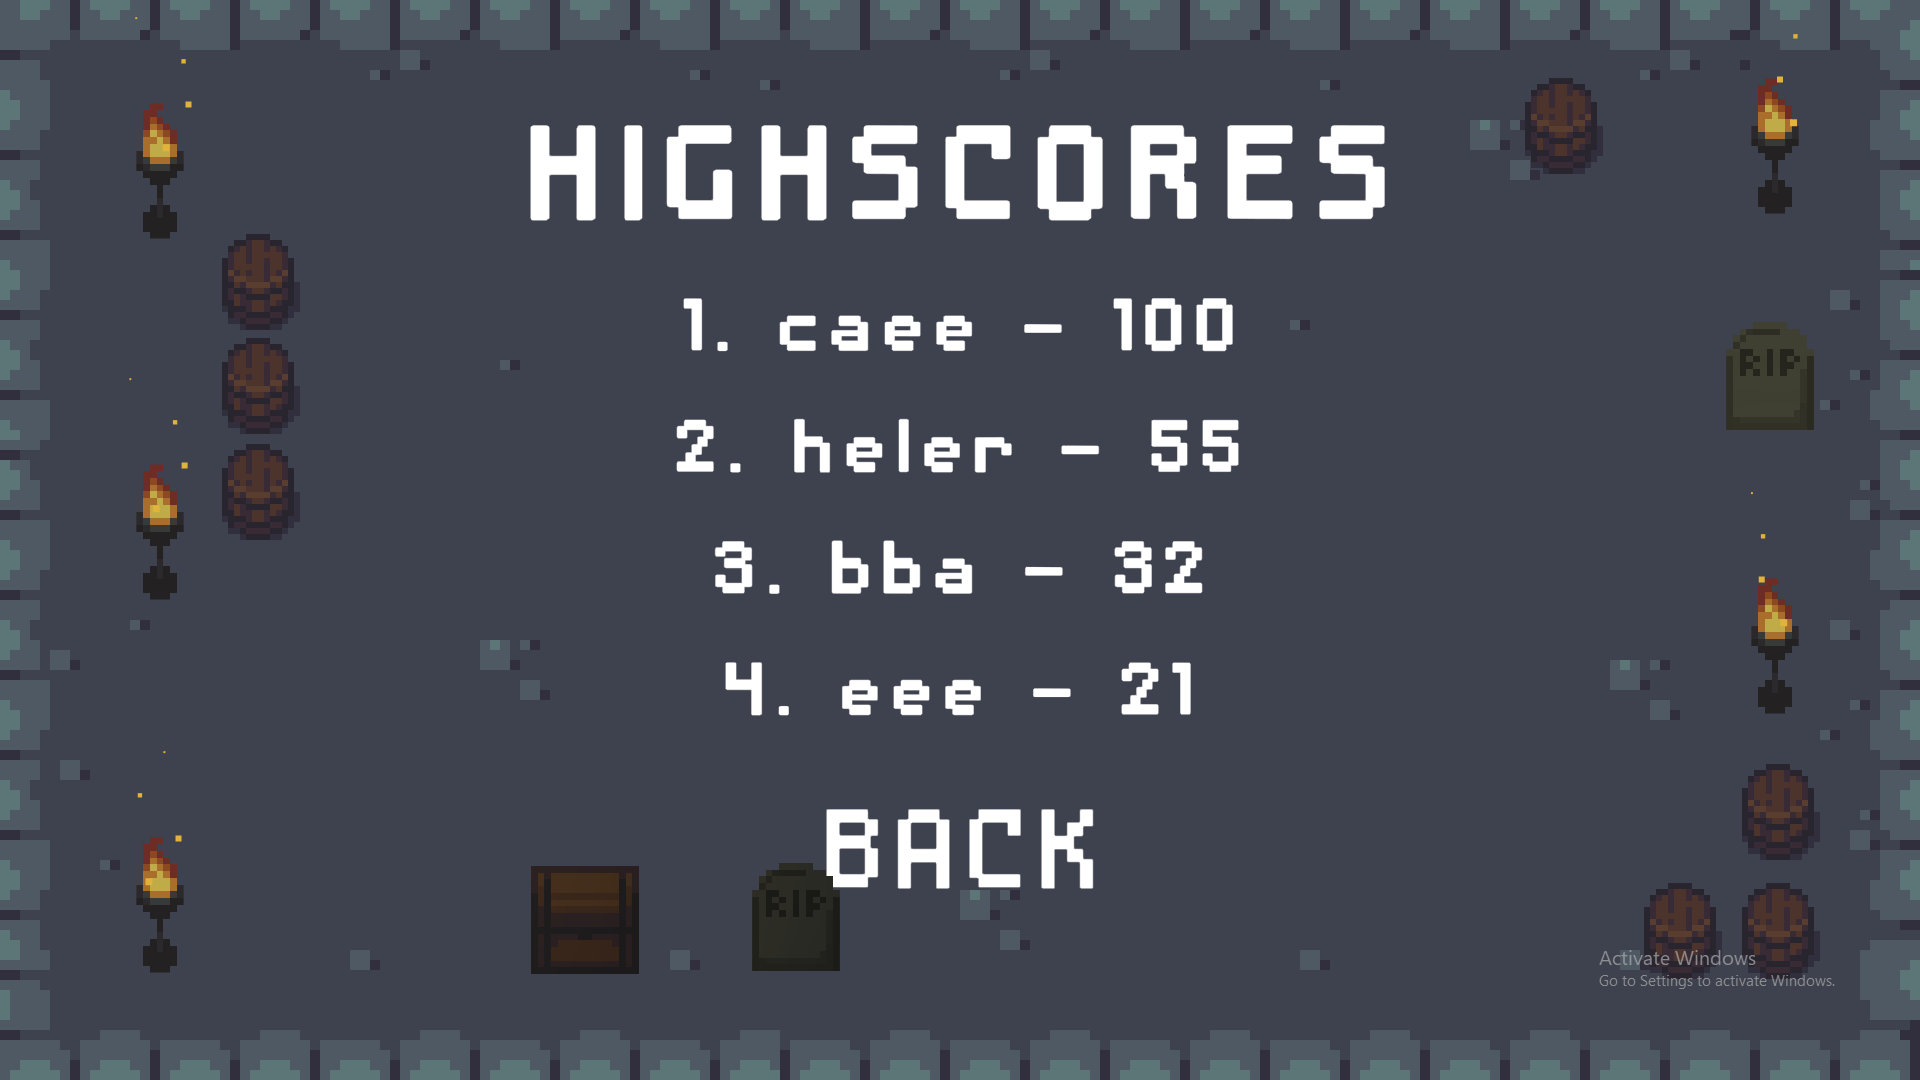 HIGHSCORES
1. caee - 100
RIP
2. heler - 55
3. bba - 32
4. eee - 21
BACK
RIP
Activate Windows
Go to Settings to activate Windows.